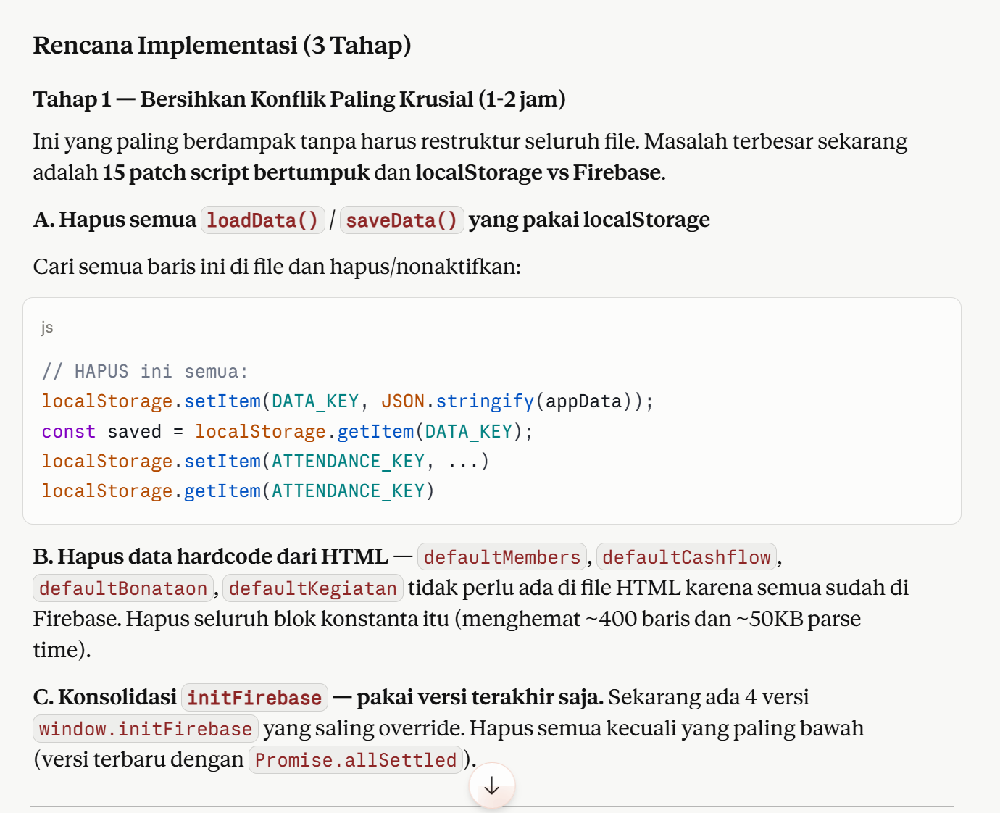 Rencana Implementasi (3 Tahap)
Tahap 1 — Bersihkan Konflik Paling Krusial (1-2 jam)
Ini yang paling berdampak tanpa harus restruktur seluruh file. Masalah terbesar sekarang
adalah 15 patch script bertumpuk dan localStorage vs Firebase.
A. Hapus semua loadData() / saveData() yang pakai localStorage
Cari semua baris ini di file dan hapus/nonaktifkan:
js
// HAPUS ini semua:
localStorage.setItem(DATA_KEY, JSON.stringify(appData));
const saved = localStorage.getItem(DATA_KEY);
localStorage.setItem(ATTENDANCE_KEY, ...)
localStorage.getItem(ATTENDANCE_KEY)
B. Hapus data hardcode dari HTML — defaultMembers, defaultCashflow,
defaultBonataon, defaultKegiatan tidak perlu ada di file HTML karena semua sudah di
Firebase. Hapus seluruh blok konstanta itu (menghemat ~400 baris dan ~50KB parse
time).
C. Konsolidasi initFirebase — pakai versi terakhir saja. Sekarang ada 4 versi
window.initFirebase yang saling override. Hapus semua kecuali yang paling bawah
(versi terbaru dengan Promise.allSettled).